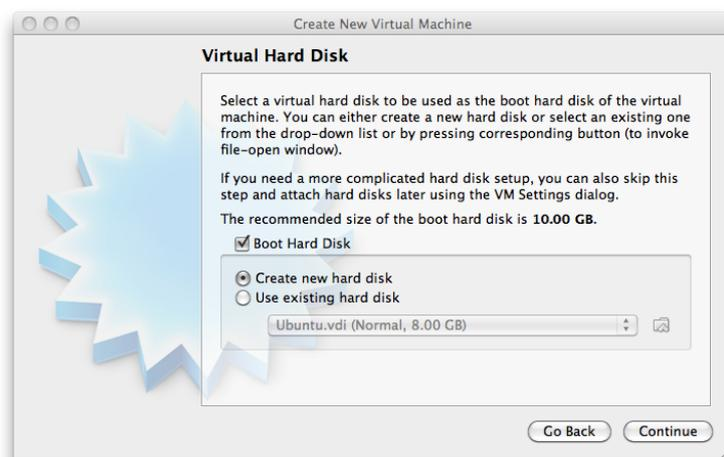 Create New Virtual Machine
Virtual Hard Disk
Select a virtual hard disk to be used as the boot hard disk of the virtual
machine. You can either create a new hard disk or select an existing one
from the drop-down list or by pressing corresponding button (to invoke
file-open window).
If you need a more complicated hard disk setup, you can also skip this
step and attach hard disks later using the VM Settings dialog.
The recommended size of the boot hard disk is 10.00 GB.
Boot Hard Disk
Create new hard disk
Use existing hard disk
Ubuntu.vdi (Normal, 8.00 GB)
Go Back Continue